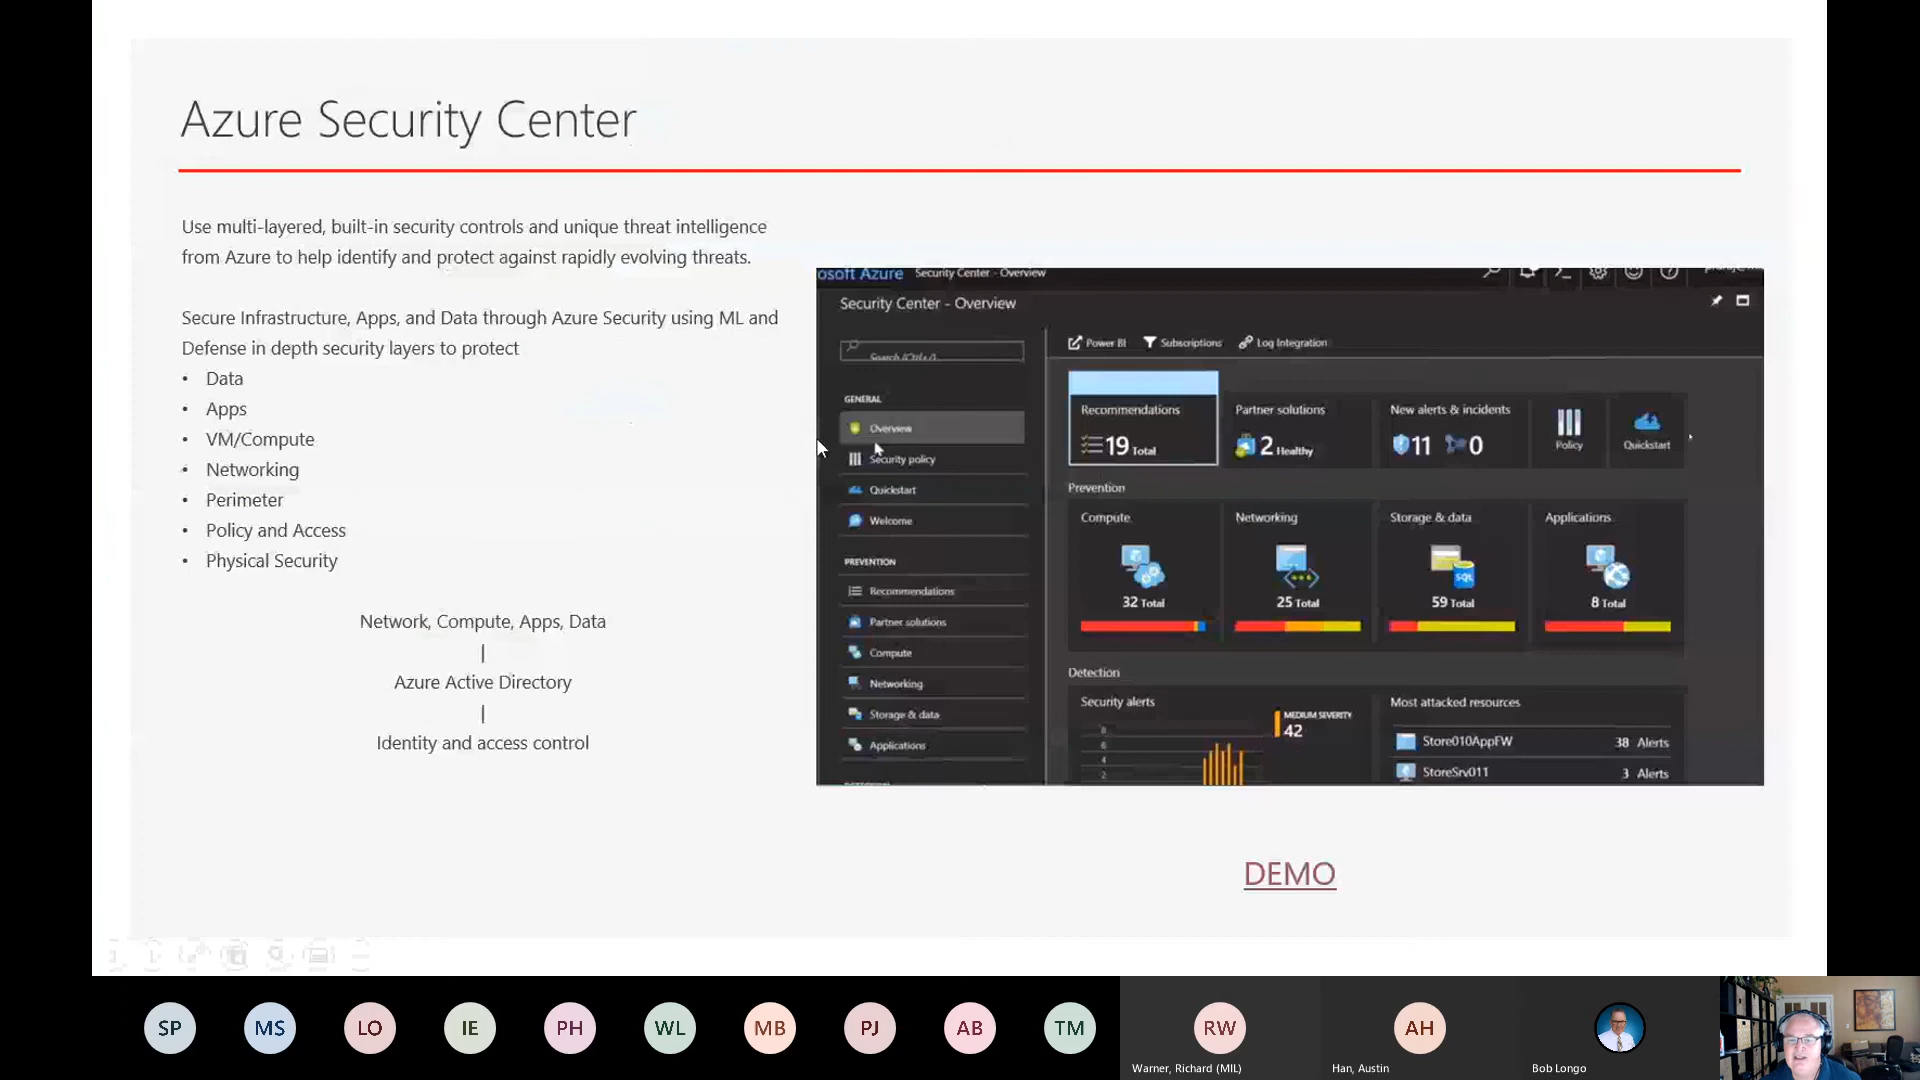 Azure Security Center
Use multi-layered, built-in security controls and unique threat intelligence
from Azure to help identify and protect against rapidly evolving threats.
Secure Infrastructure, Apps, and Data through Azure Security using ML and
Defense in depth security layers to protect
• Data
• Apps
• VM/Compute
• Networking
• Perimeter
• Policy and Access
• Physical Security
Network, Compute, Apps, Data
|
Azure Active Directory
|
Identity and access control
osoft Azure Security Center - Overview
Security Center - Overview
Search (Ctrl+/)
GENERAL
Overview
Security policy
Quickstart
Welcome
PREVENTION
Recommendations
Partner solutions
Compute
Networking
Storage & data
Applications
Power BI Subscriptions Log Integration
Recommendations Partner solutions New alerts & incidents
19 Total 2 Healthy 11 0 Policy Quickstart
Prevention
Compute Networking Storage & data Applications
SQL
32 Total 25 Total 59 Total 8 Total
Detection
Security alerts
8
6
4
2
MEDIUM SEVERITY
42
Most attacked resources
Store010AppFW 38 Alerts
StoreSrv011 3 Alerts
DEMO
SP MS LO IE PH WL MB PJ AB TM RW AH
Warner, Richard (MIL) Han, Austin Bob Longo